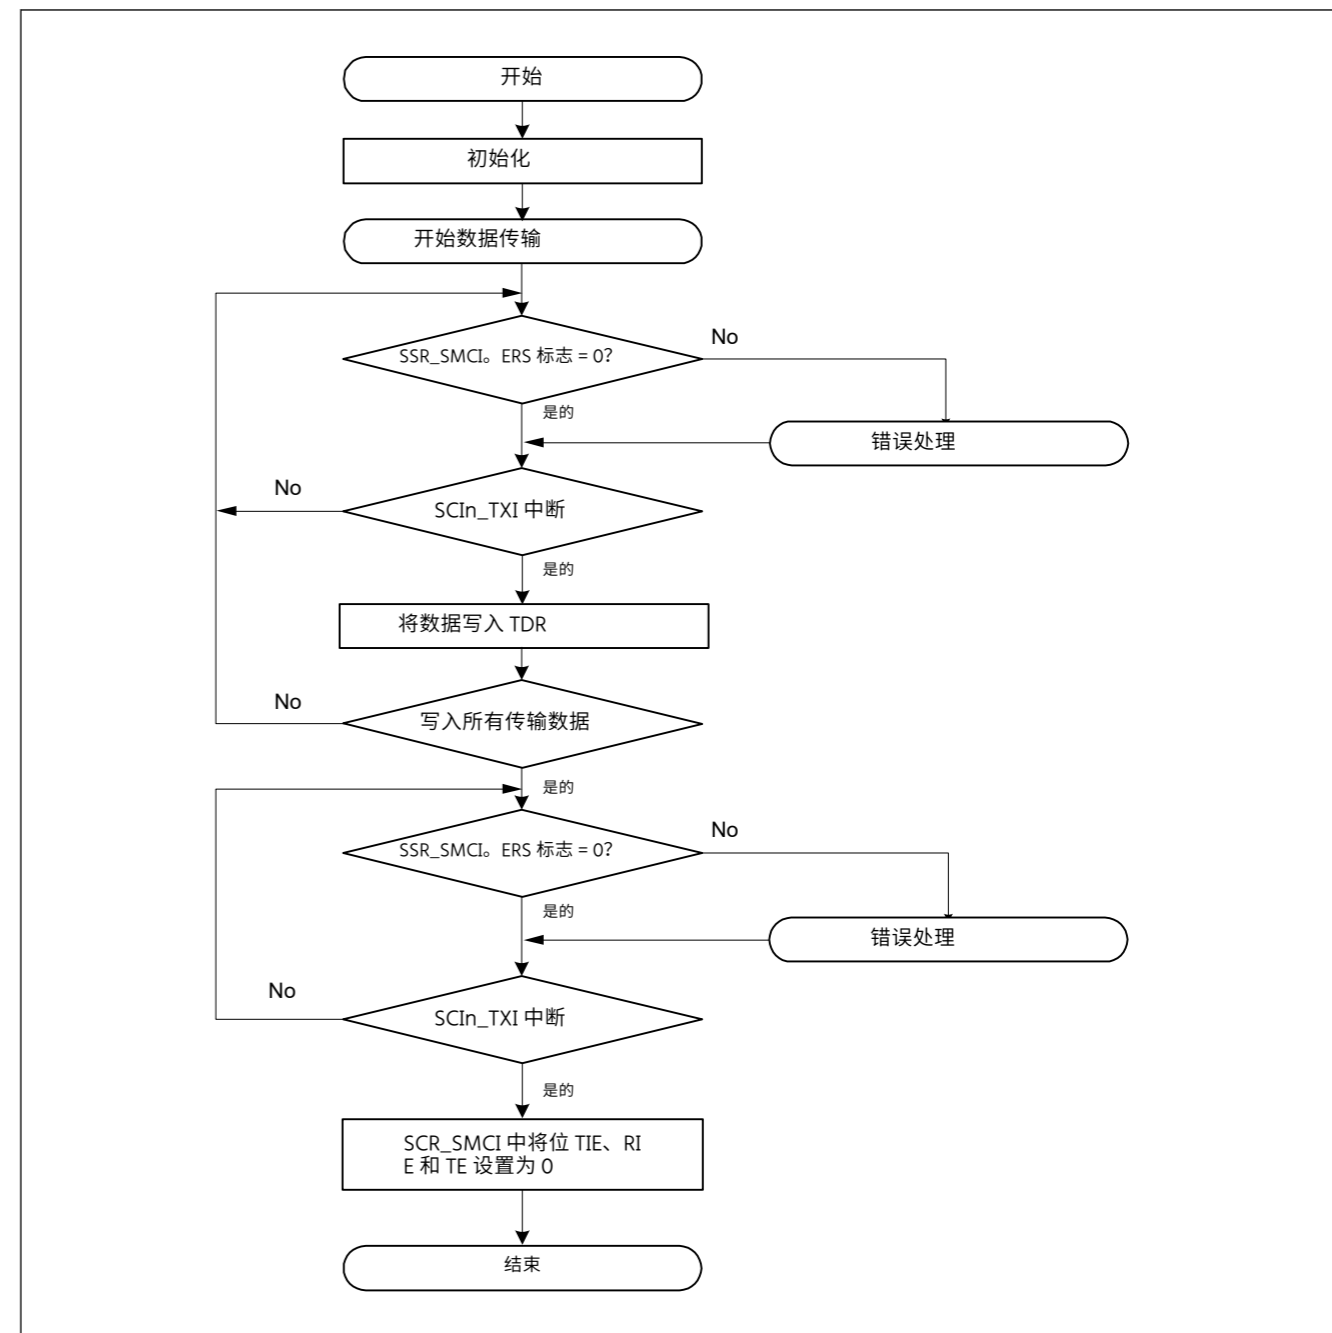 开始
初始化
开始数据传输
SSR_SMCI。ERS 标志 = 0?
No
是的
错误处理
No
SCIn_TXI 中断
是的
将数据写入 TDR
No
写入所有传输数据
是的
SSR_SMCI。ERS 标志 = 0?
No
是的
错误处理
No
SCIn_TXI 中断
是的
SCR_SMCI 中将位 TIE、RI
E 和 TE 设置为 0
结束